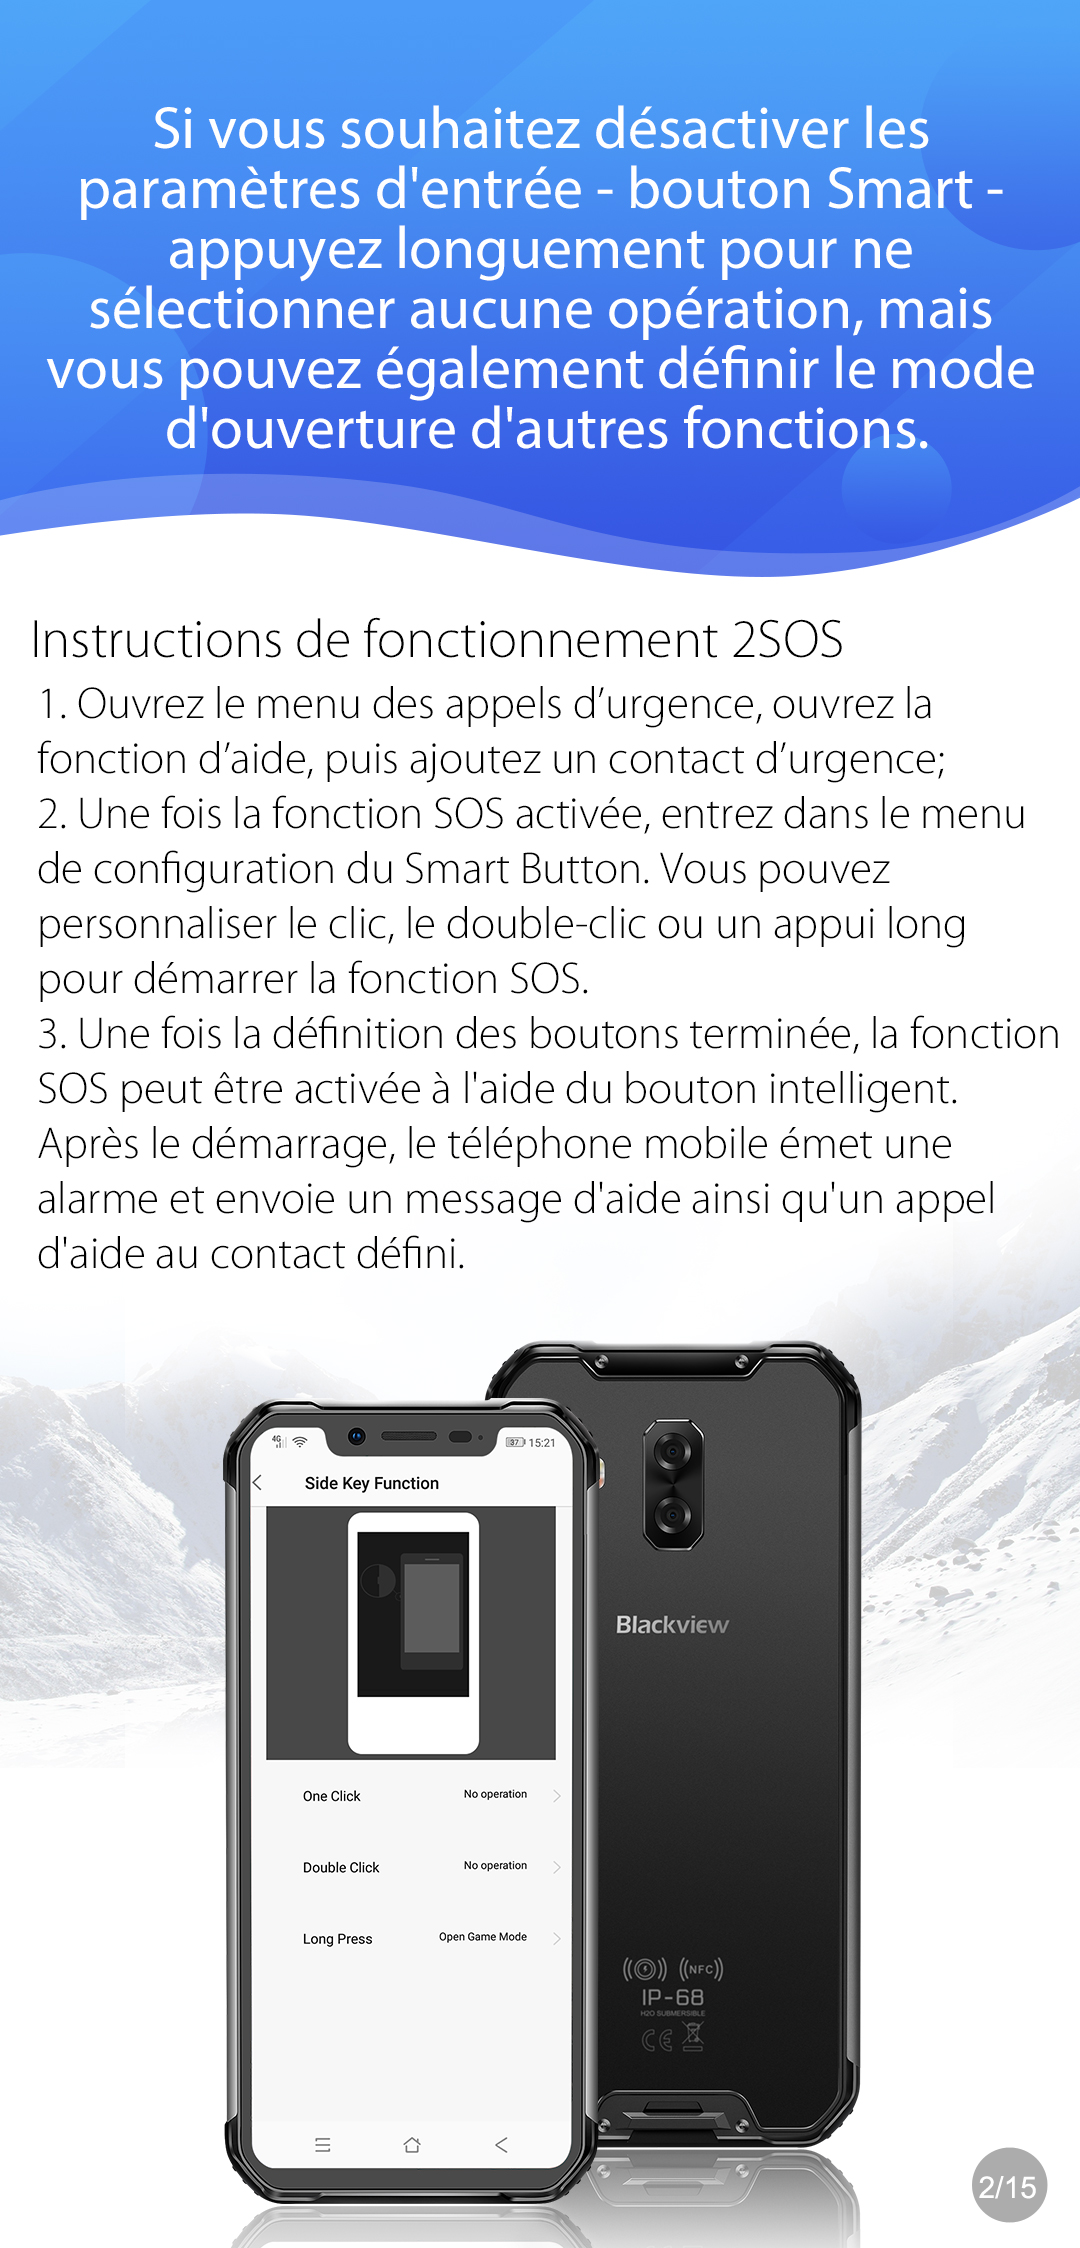 Si vous souhaitez désactiver les
paramètres d'entrée - bouton Smart -
appuyez longuement pour ne
sélectionner aucune opération, mais
vous pouvez également définir le mode
d'ouverture d'autres fonctions.
Instructions de fonctionnement 2SOS
1. Ouvrez le menu des appels d’urgence, ouvrez la
fonction d’aide, puis ajoutez un contact d’urgence;
2. Une fois la fonction SOS activée, entrez dans le menu
de configuration du Smart Button. Vous pouvez
personnaliser le clic, le double-clic ou un appui long
pour démarrer la fonction SOS.
3. Une fois la définition des boutons terminée, la fonction
SOS peut être activée à l'aide du bouton intelligent.
Après le démarrage, le téléphone mobile émet une
alarme et envoie un message d'aide ainsi qu'un appel
d'aide au contact défini.
4G 37 15:21
Side Key Function
One Click No operation
Double Click No operation
Long Press Open Game Mode
Blackview
NFC
IP-68
H2O SUBMERSIBLE
CE
2/15